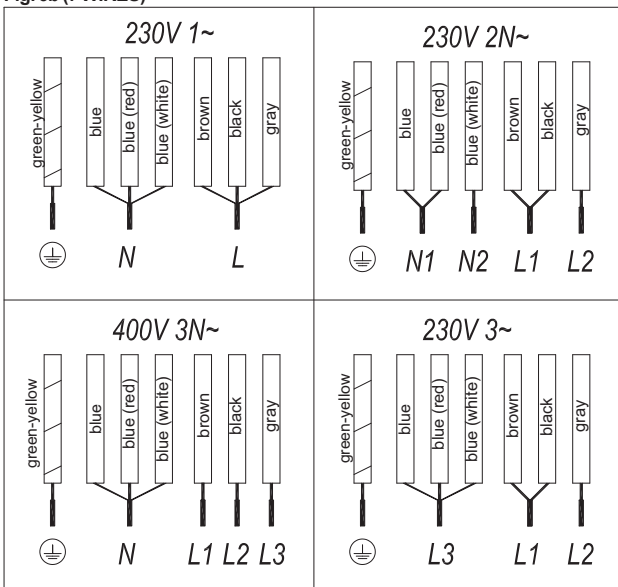 230V 1~
green-yellow
blue
blue (red)
blue (white)
brown
black
gray
N
L
230V 2N~
green-yellow
blue
blue (red)
blue (white)
brown
black
gray
N1 N2 L1 L2
400V 3N~
green-yellow
blue
blue (red)
blue (white)
brown
black
gray
N L1 L2 L3
230V 3~
green-yellow
blue
blue (red)
blue (white)
brown
black
gray
L3 L1 L2